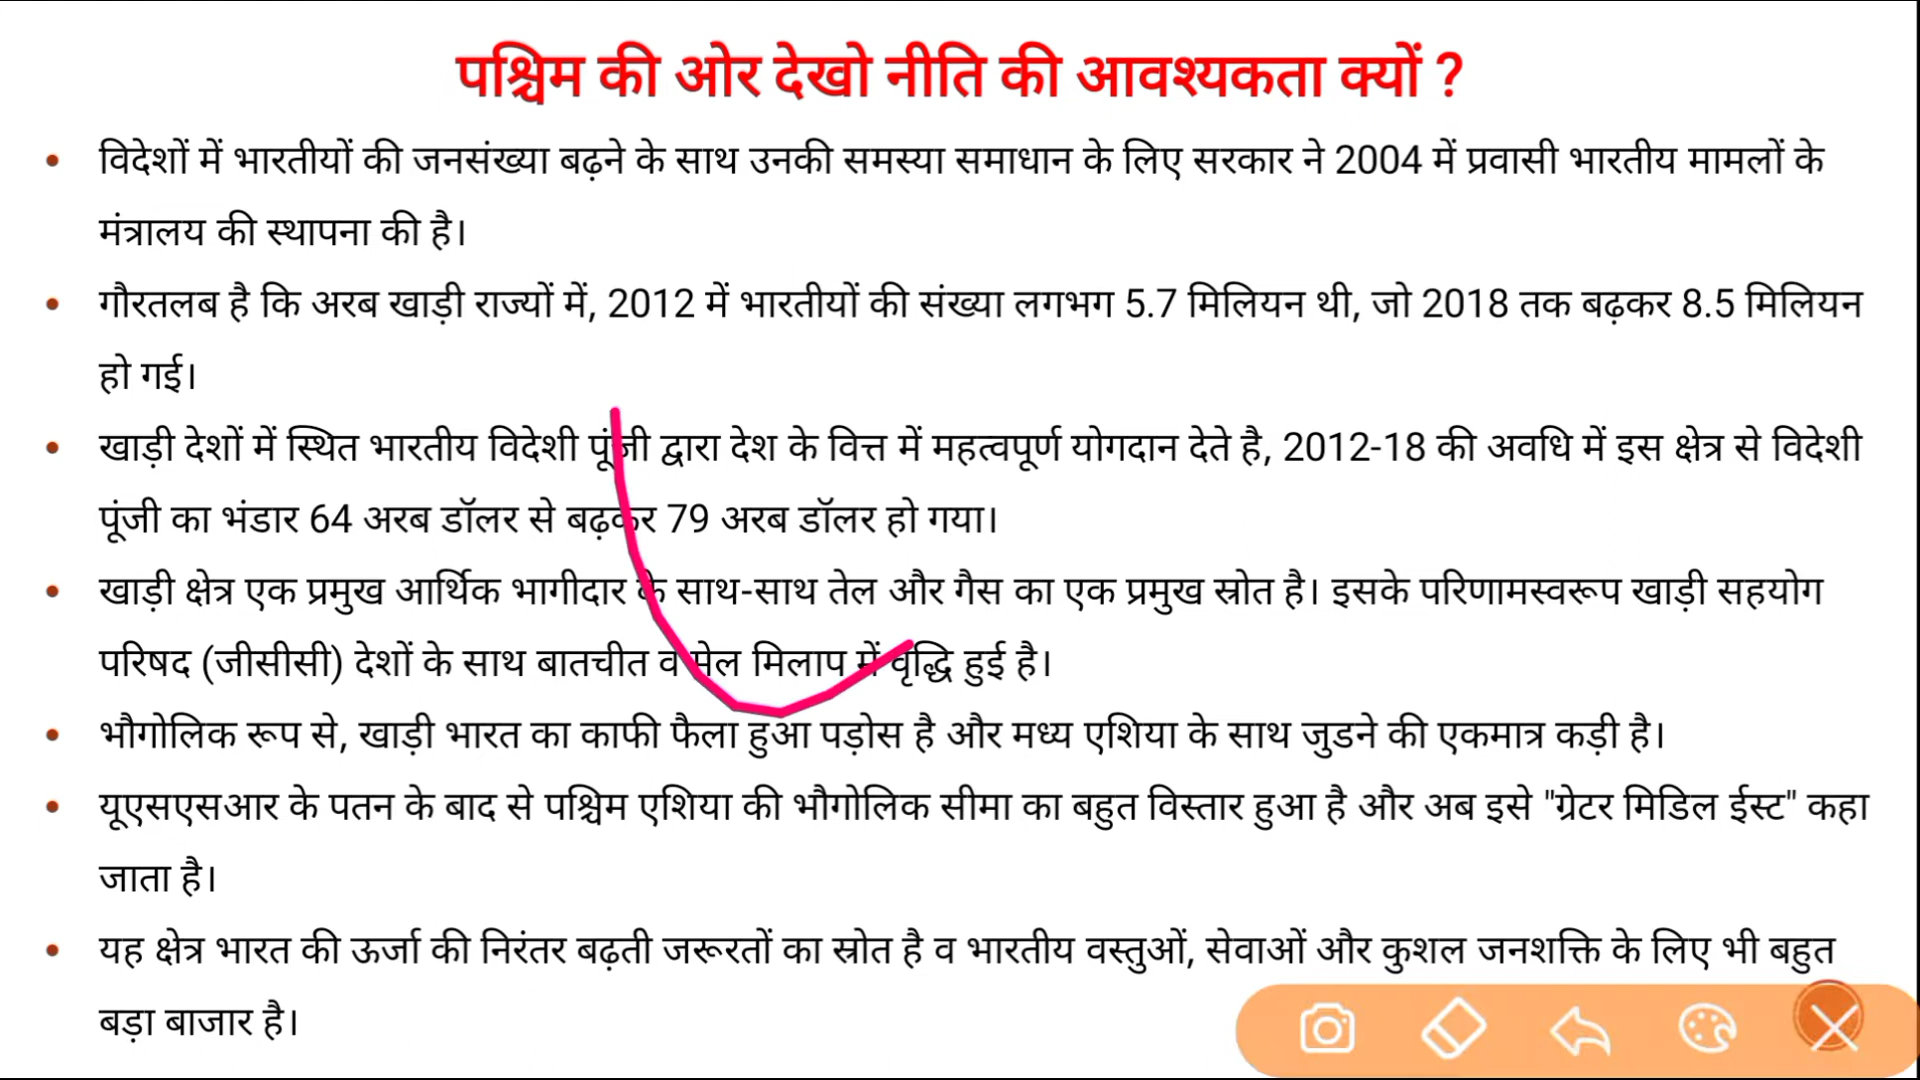 पश्चिम की ओर देखो नीति की आवश्यकता क्यों ?
• विदेशों में भारतीयों की जनसंख्या बढ़ने के साथ उनकी समस्या समाधान के लिए सरकार ने 2004 में प्रवासी भारतीय मामलों के
मंत्रालय की स्थापना की है।
• गौरतलब है कि अरब खाड़ी राज्यों में, 2012 में भारतीयों की संख्या लगभग 5.7 मिलियन थी, जो 2018 तक बढ़कर 8.5 मिलियन
हो गई।
• खाड़ी देशों में स्थित भारतीय विदेशी पूंजी द्वारा देश के वित्त में महत्वपूर्ण योगदान देते है, 2012-18 की अवधि में इस क्षेत्र से विदेशी
पूंजी का भंडार 64 अरब डॉलर से बढ़कर 79 अरब डॉलर हो गया।
• खाड़ी क्षेत्र एक प्रमुख आर्थिक भागीदार के साथ-साथ तेल और गैस का एक प्रमुख स्रोत है। इसके परिणामस्वरूप खाड़ी सहयोग
परिषद (जीसीसी) देशों के साथ बातचीत व मेल मिलाप में वृद्धि हुई है।
• भौगोलिक रूप से, खाड़ी भारत का काफी फैला हुआ पड़ोस है और मध्य एशिया के साथ जुडने की एकमात्र कड़ी है।
• यूएसएसआर के पतन के बाद से पश्चिम एशिया की भौगोलिक सीमा का बहुत विस्तार हुआ है और अब इसे "ग्रेटर मिडिल ईस्ट" कहा
जाता है।
• यह क्षेत्र भारत की ऊर्जा की निरंतर बढ़ती जरूरतों का स्रोत है व भारतीय वस्तुओं, सेवाओं और कुशल जनशक्ति के लिए भी बहुत
बड़ा बाजार है।